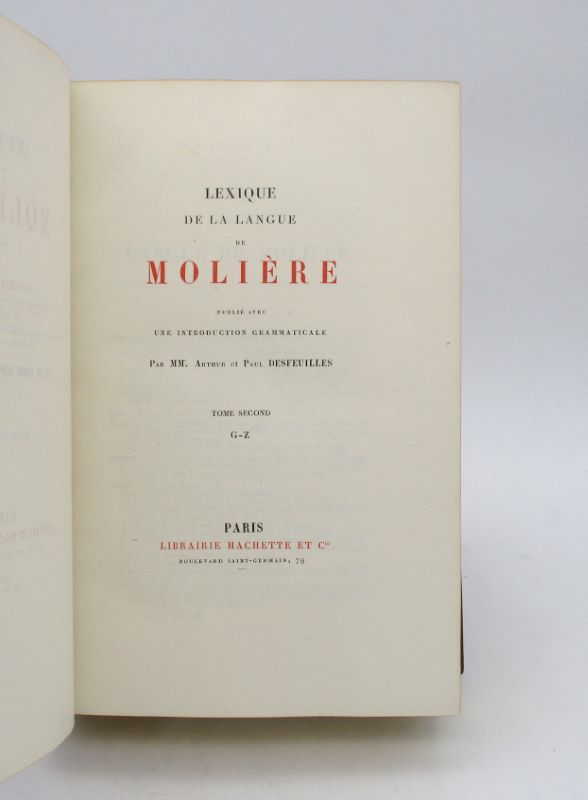 LEXIQUE
DE LA LANGUE
DE
MOLIÈRE
PUBLIÉ AVEC
UNE INTRODUCTION GRAMMATICALE
PAR MM. ARTHUR et PAUL DESFEUILLES
TOME SECOND
G-Z
PARIS
LIBRAIRIE HACHETTE ET Cie
BOULEVARD SAINT-GERMAIN, 79